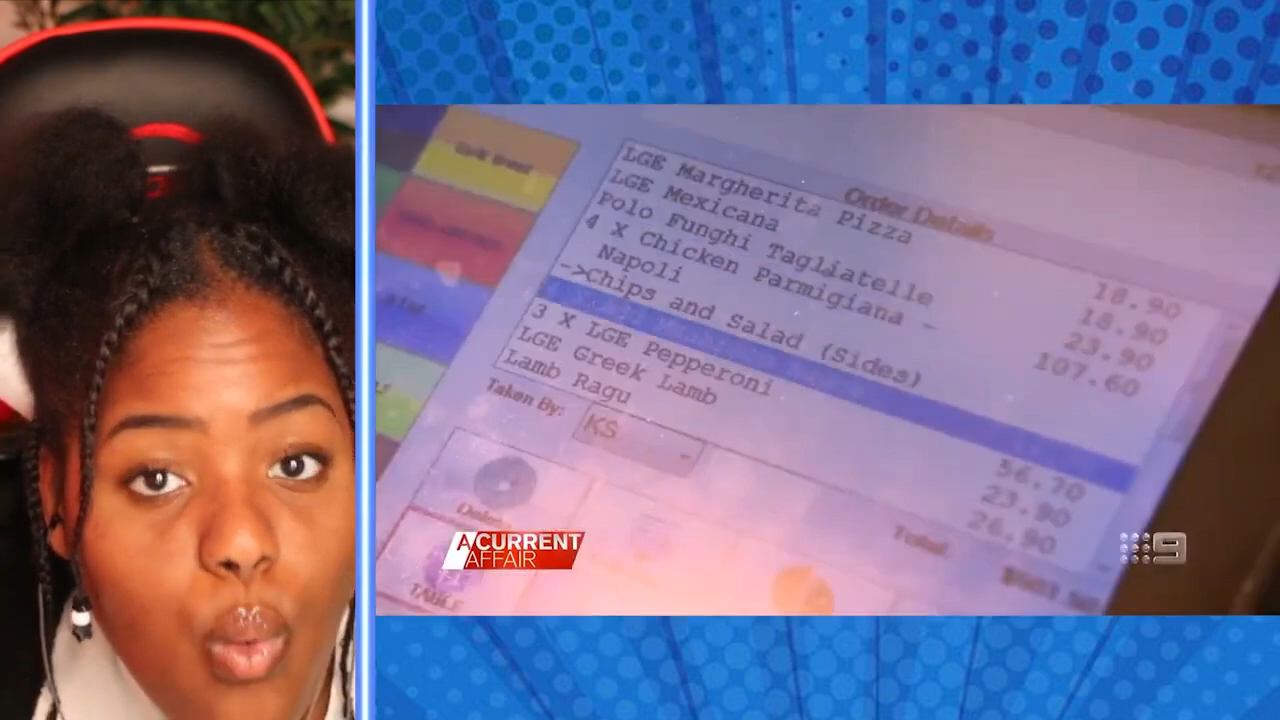 Order Details
LGE Margherita Pizza 18.90
LGE Mexicana 18.90
Polo Funghi Tagliatelle 23.90
4 X Chicken Parmigiana - 107.60
Napoli
->Chips and Salad (Sides)
3 X LGE Pepperoni 56.70
LGE Greek Lamb 23.90
Lamb Ragu 26.90
Taken By: KS
Total
Delete
TABLE
A CURRENT
AFFAIR
9